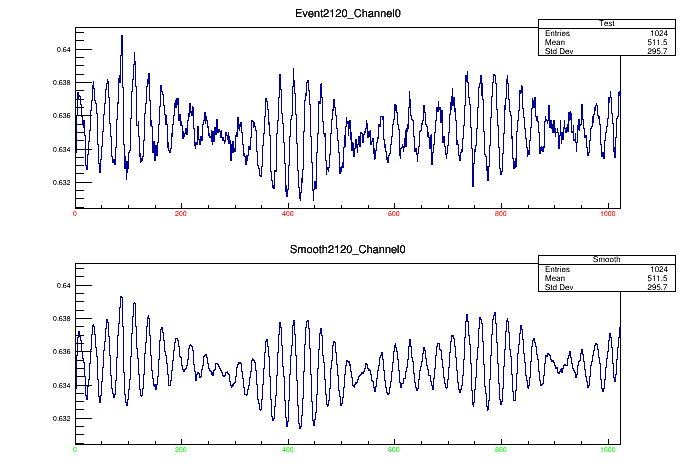 Event2120_Channel0
Test
Entries 1024
Mean 511.5
Std Dev 295.7
0.64
0.638
0.636
0.634
0.632
0 200 400 600 800 1000
Smooth2120_Channel0
Smooth
Entries 1024
Mean 511.5
Std Dev 295.7
0.64
0.638
0.636
0.634
0.632
0 200 400 600 800 1000